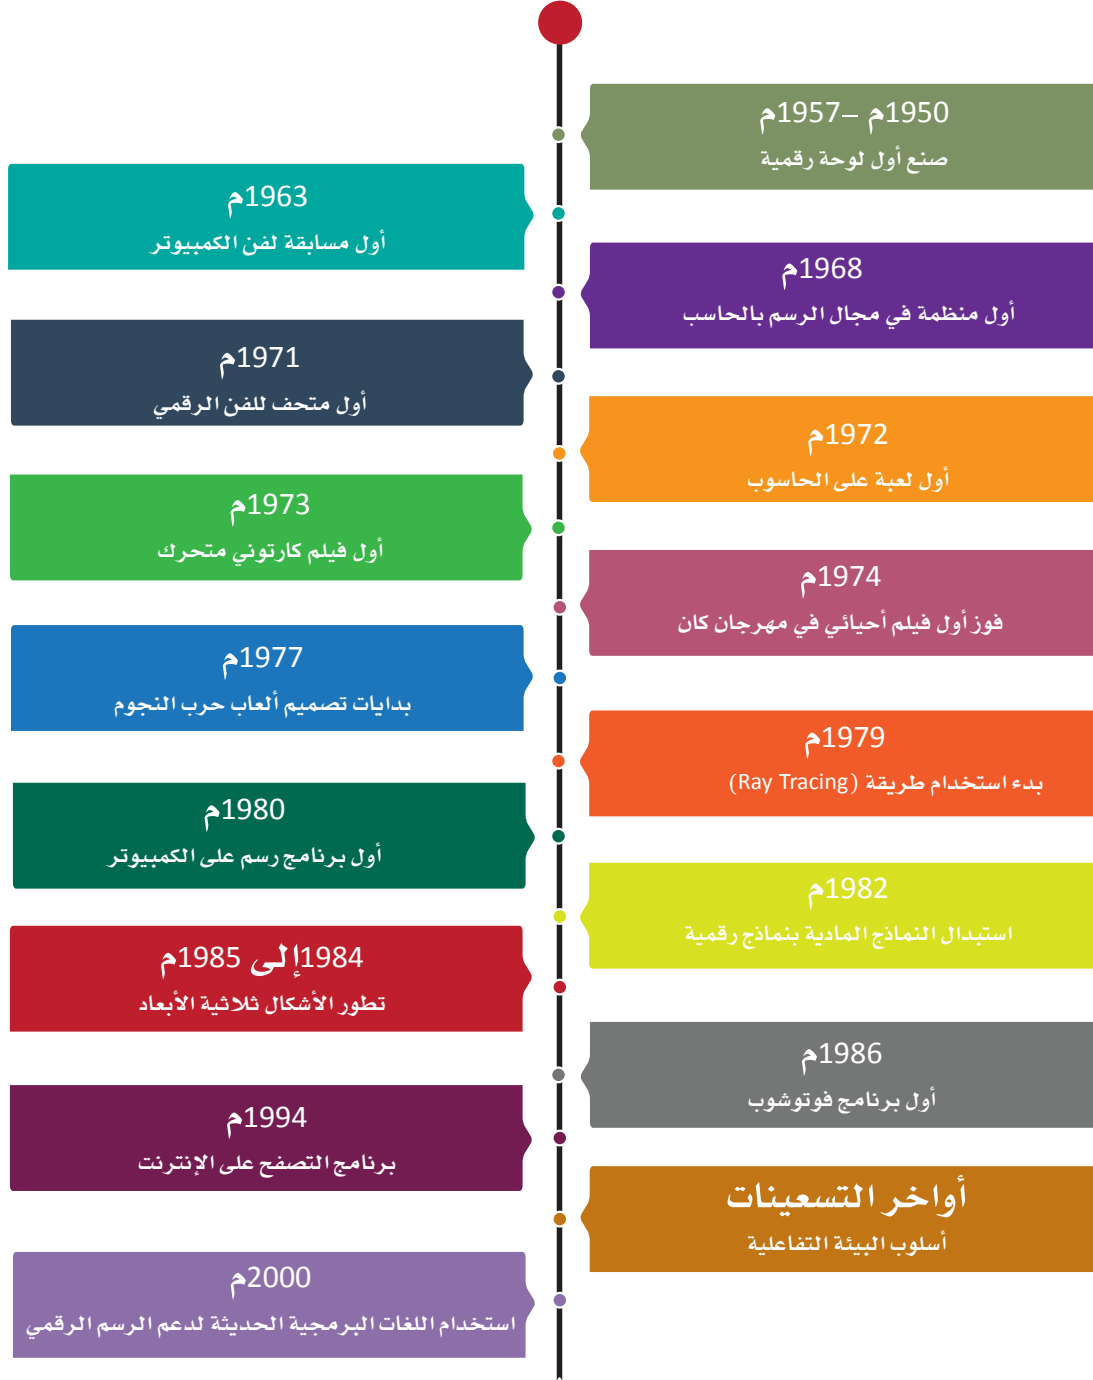 1950م –1957م
صنع أول لوحة رقمية
1963م
أول مسابقة لفن الكمبيوتر
1968م
أول منظمة في مجال الرسم بالحاسب
1971م
أول متحف للفن الرقمي
1972م
أول لعبة على الحاسوب
1973م
أول فيلم كارتوني متحرك
1974م
فوز أول فيلم أحيائي في مهرجان كان
1977م
بدايات تصميم ألعاب حرب النجوم
1979م
بدء استخدام طريقة (Ray Tracing)
1980م
أول برنامج رسم على الكمبيوتر
1982م
استبدال النماذج المادية بنماذج رقمية
1984إلى 1985م
تطور الأشكال ثلاثية الأبعاد
1986م
أول برنامج فوتوشوب
1994م
برنامج التصفح على الإنترنت
أواخر التسعينات
أسلوب البيئة التفاعلية
2000م
استخدام اللغات البرمجية الحديثة لدعم الرسم الرقمي